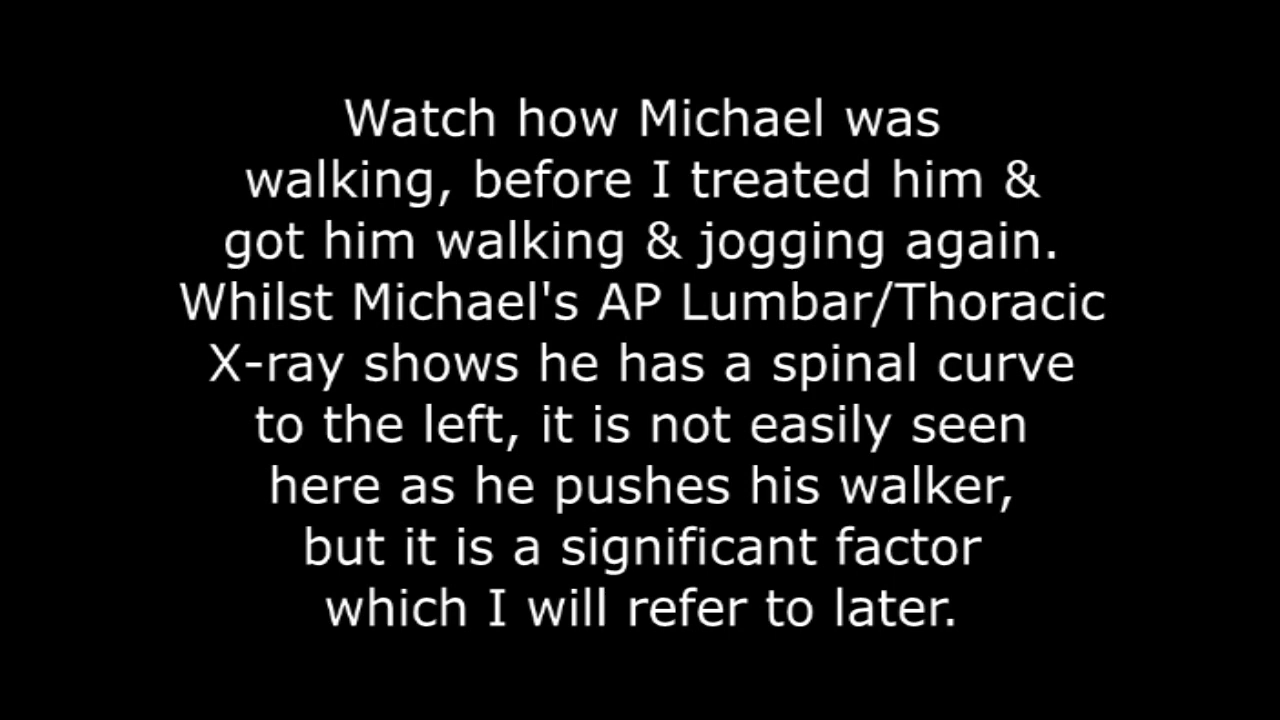 Watch how Michael was
walking, before I treated him &
got him walking & jogging again.
Whilst Michael's AP Lumbar/Thoracic
X-ray shows he has a spinal curve
to the left, it is not easily seen
here as he pushes his walker,
but it is a significant factor
which I will refer to later.